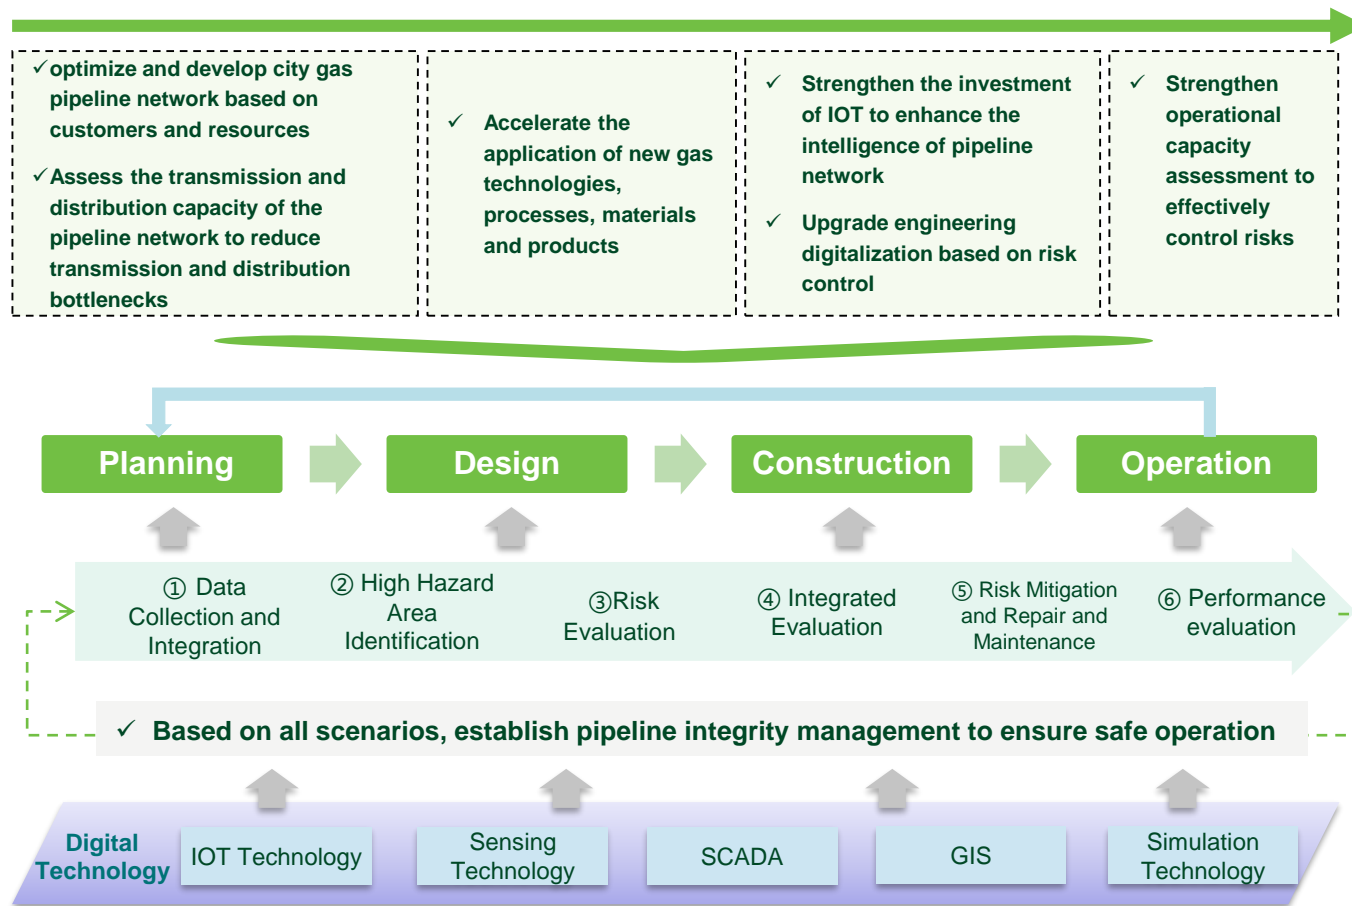 ✓optimize and develop city gas
pipeline network based on
customers and resources
✓Assess the transmission and
distribution capacity of the
pipeline network to reduce
transmission and distribution
bottlenecks
✓ Accelerate the
application of new gas
technologies,
processes, materials
and products
✓ Strengthen the investment
of IOT to enhance the
intelligence of pipeline
network
✓ Upgrade engineering
digitalization based on risk
control
✓ Strengthen
operational
capacity
assessment to
effectively
control risks
Planning
Design
Construction
Operation
① Data
Collection and
Integration
② High Hazard
Area
Identification
③Risk
Evaluation
④ Integrated
Evaluation
⑤ Risk Mitigation
and Repair and
Maintenance
⑥ Performance
evaluation
✓ Based on all scenarios, establish pipeline integrity management to ensure safe operation
Digital
Technology
IOT Technology
Sensing
Technology
SCADA
GIS
Simulation
Technology